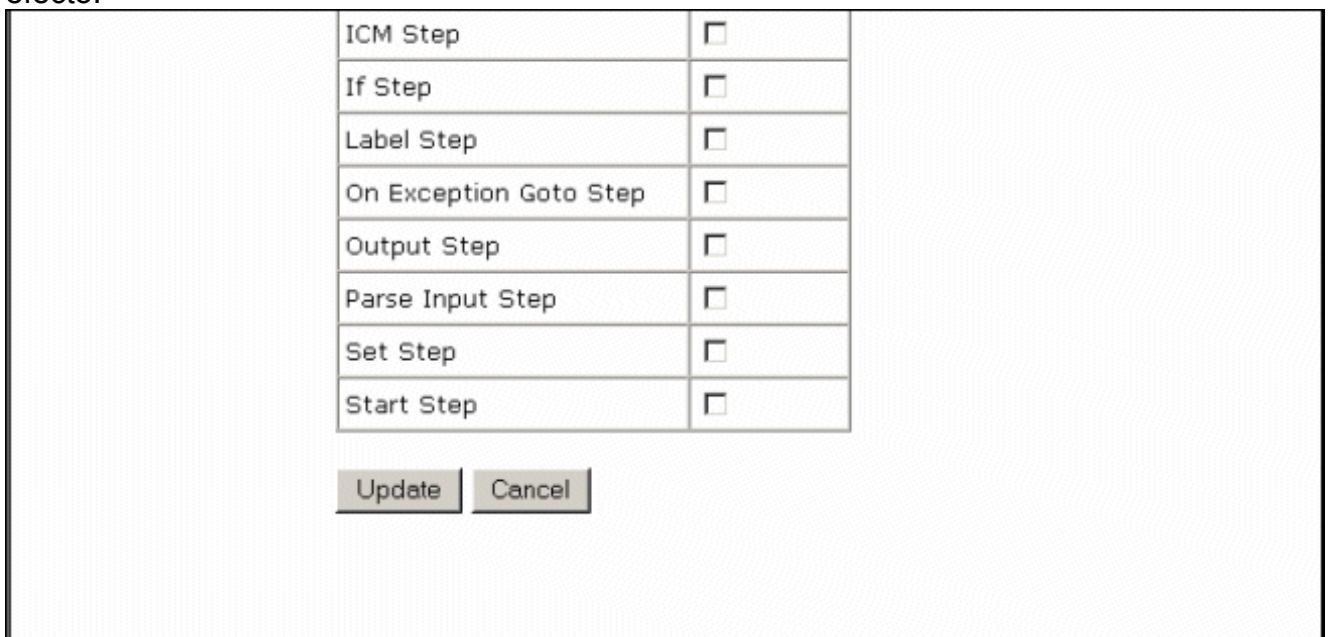 efecto.
ICM Step
If Step
Label Step
On Exception Goto Step
Output Step
Parse Input Step
Set Step
Start Step
Update Cancel